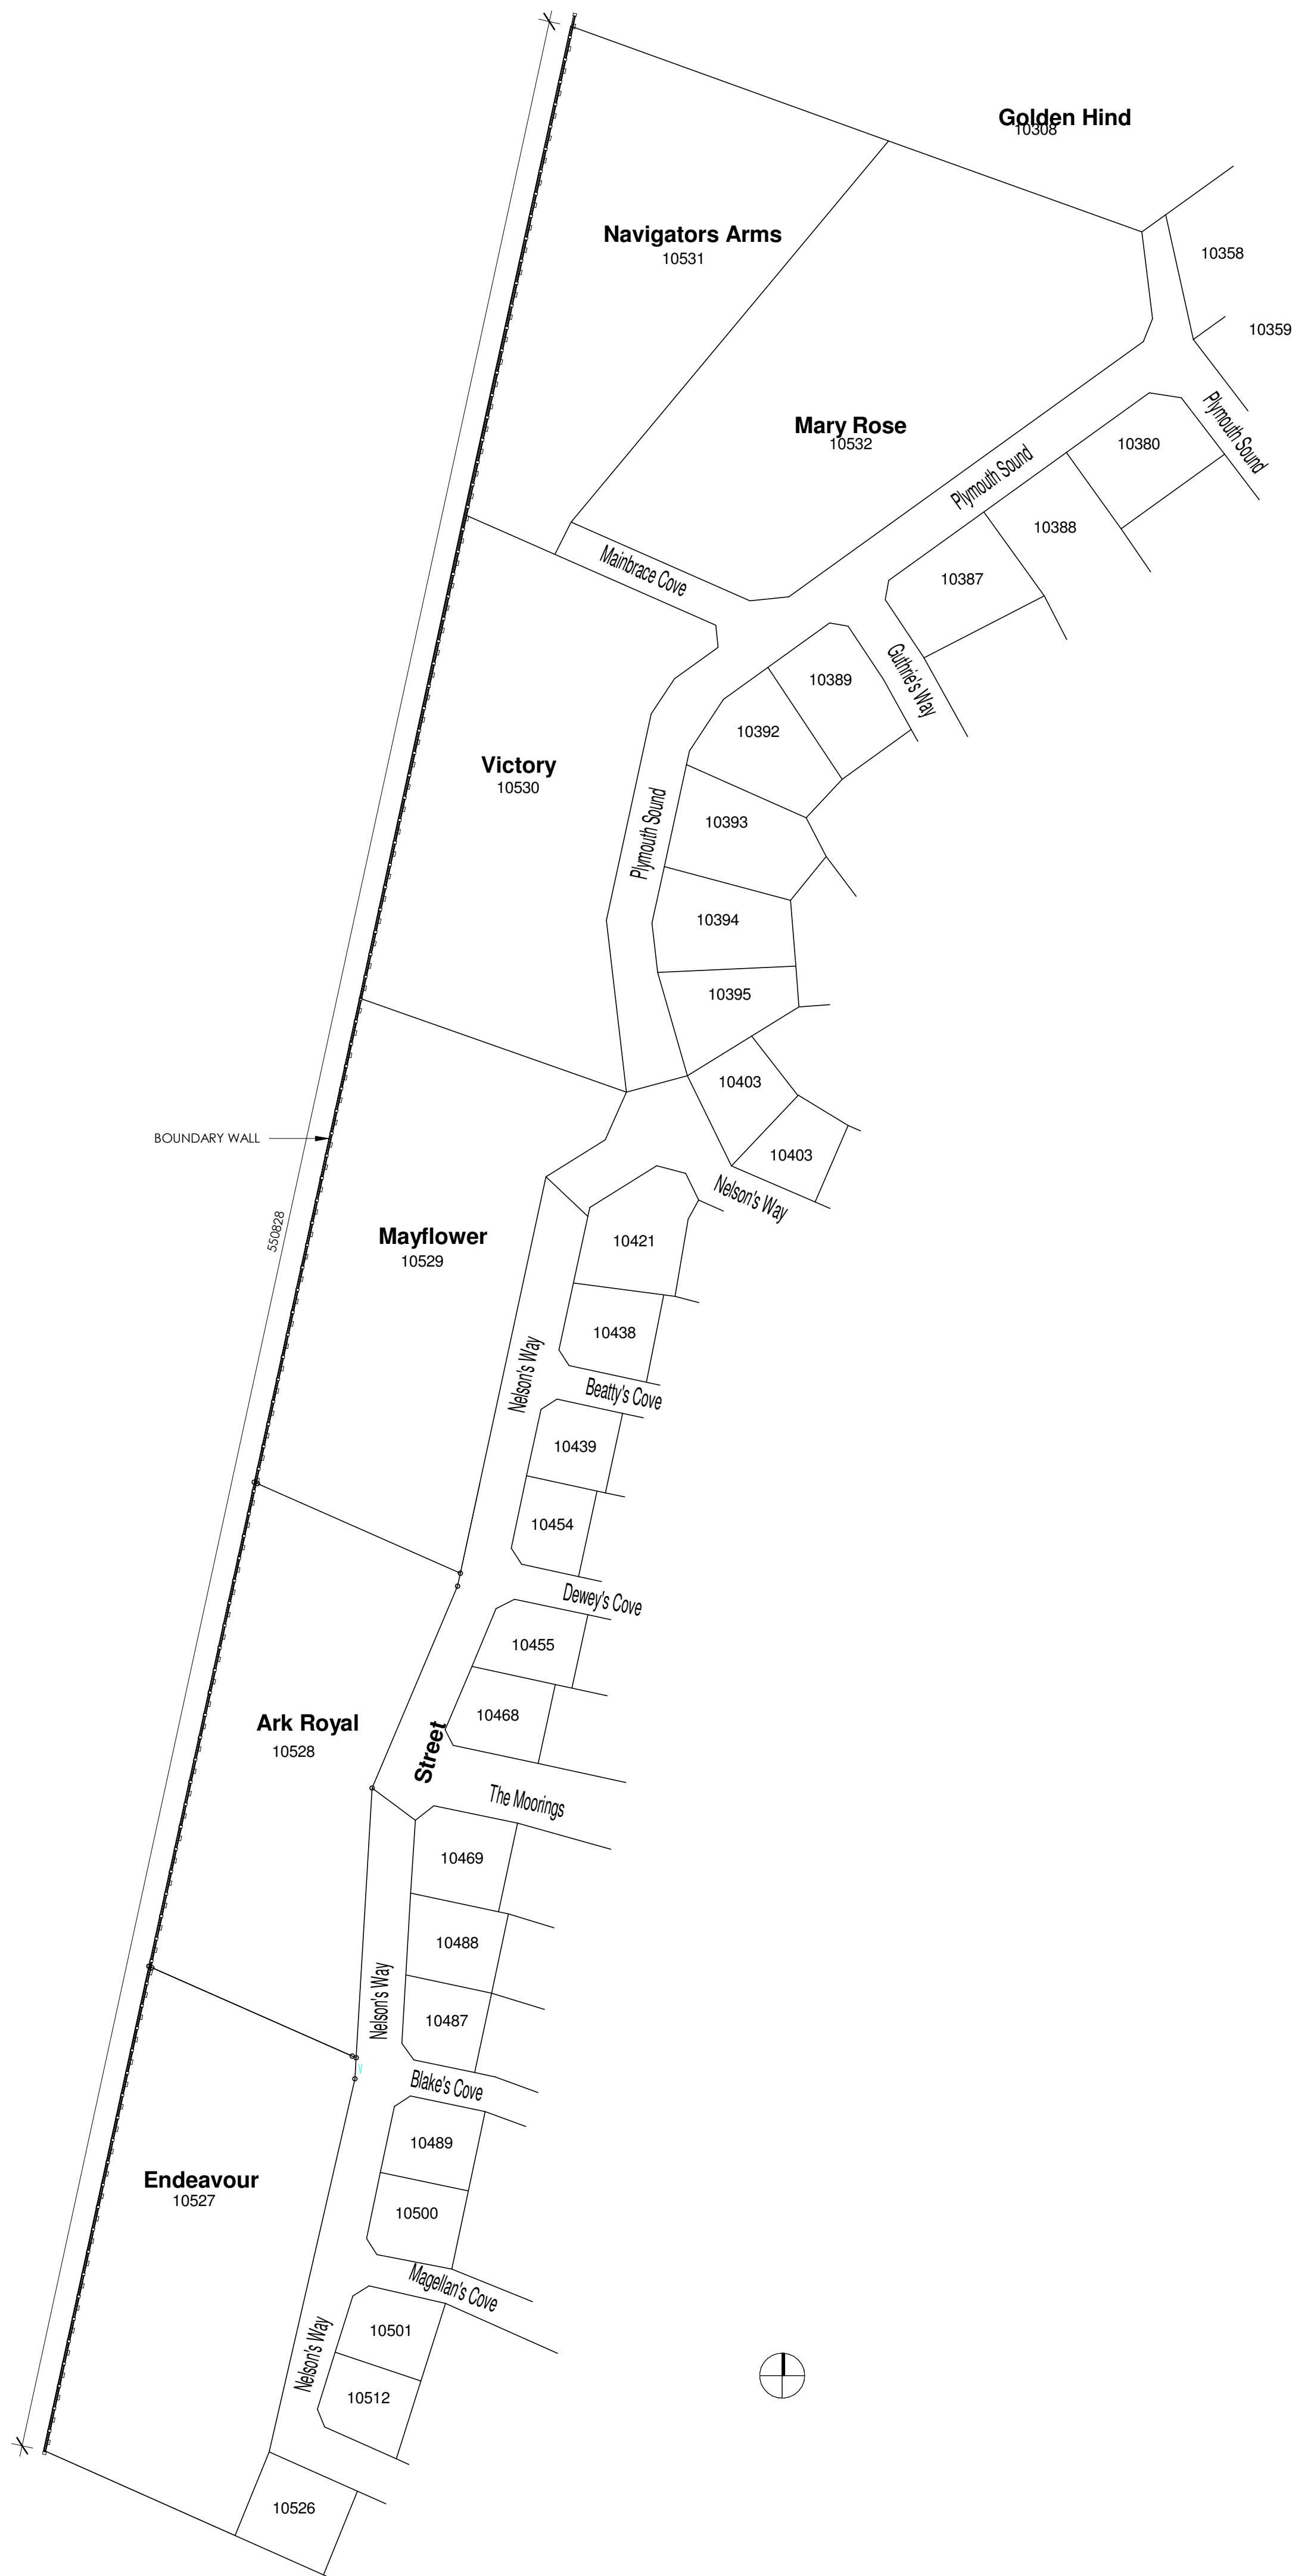 Golden Hind
10308
Navigators Arms
10531
10358
10359
Plymouth Sound
Mary Rose
10532
10380
Plymouth Sound
10388
Mainbrace Cove
10387
Guthrie's Way
10389
10392
Victory
10530
Plymouth Sound
10393
10394
10395
10403
BOUNDARY WALL
10403
Nelson's Way
550828
Mayflower
10529
10421
10438
Nelson's Way
Beatty's Cove
10439
10454
Dewey's Cove
10455
Ark Royal
10528
10468
Street
The Moorings
10469
10488
Nelson's Way
10487
Blake's Cove
10489
Endeavour
10527
10500
Magellan's Cove
10501
Nelson's Way
10512
10526